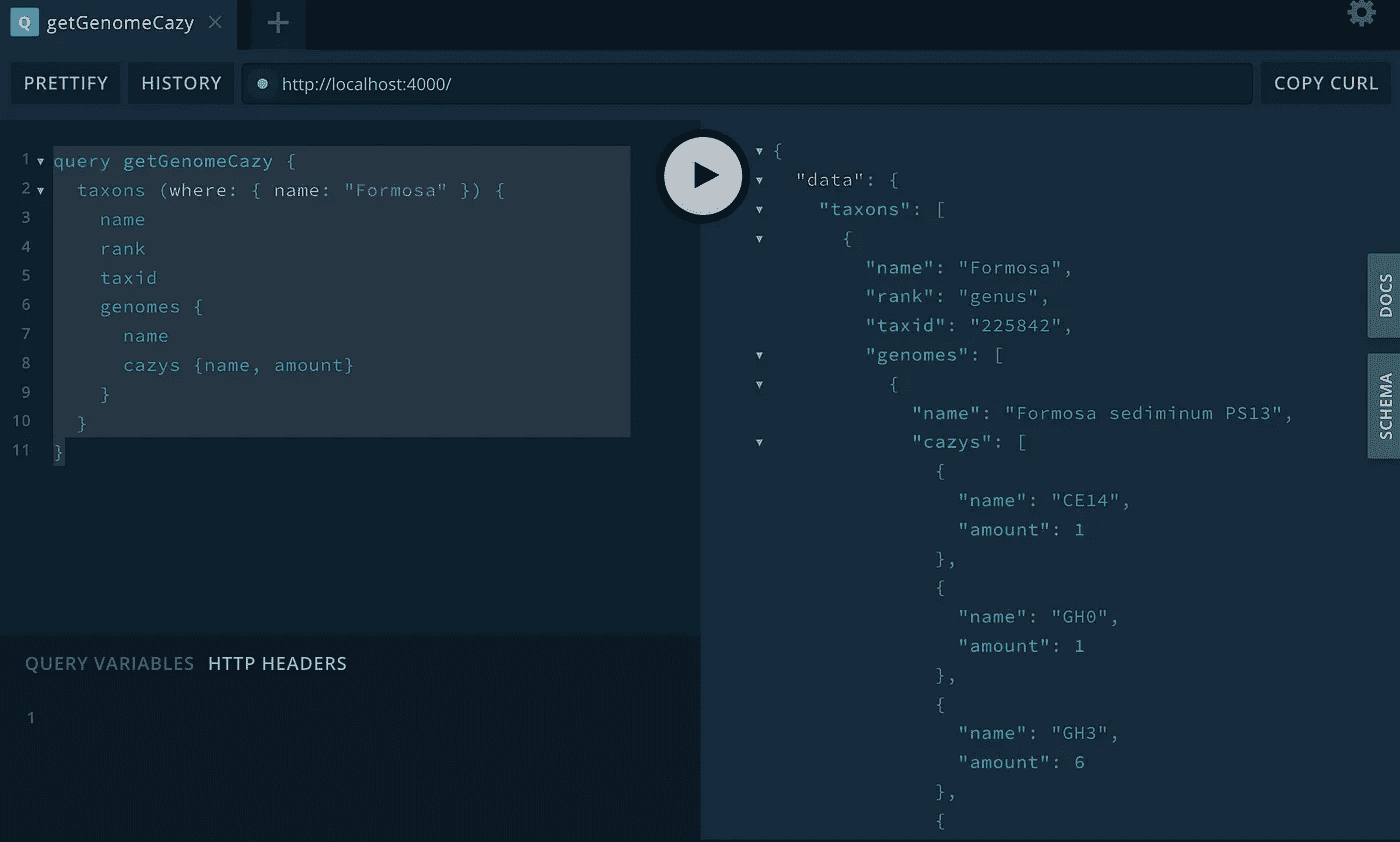 Q getGenomeCazy
PRETTIFY HISTORY http://localhost:4000/ COPY CURL
1 query getGenomeCazy {
2 taxons (where: { name: "Formosa" }) {
3 name
4 rank
5 taxid
6 genomes {
7 name
8 cazys {name, amount}
9 }
10 }
11 }
QUERY VARIABLES HTTP HEADERS
1
{
"data": {
"taxons": [
{
"name": "Formosa",
"rank": "genus",
"taxid": "225842",
"genomes": [
{
"name": "Formosa sediminum PS13",
"cazys": [
{
"name": "CE14",
"amount": 1
},
{
"name": "GH0",
"amount": 1
},
{
"name": "GH3",
"amount": 6
},
{
DOCS
SCHEMA